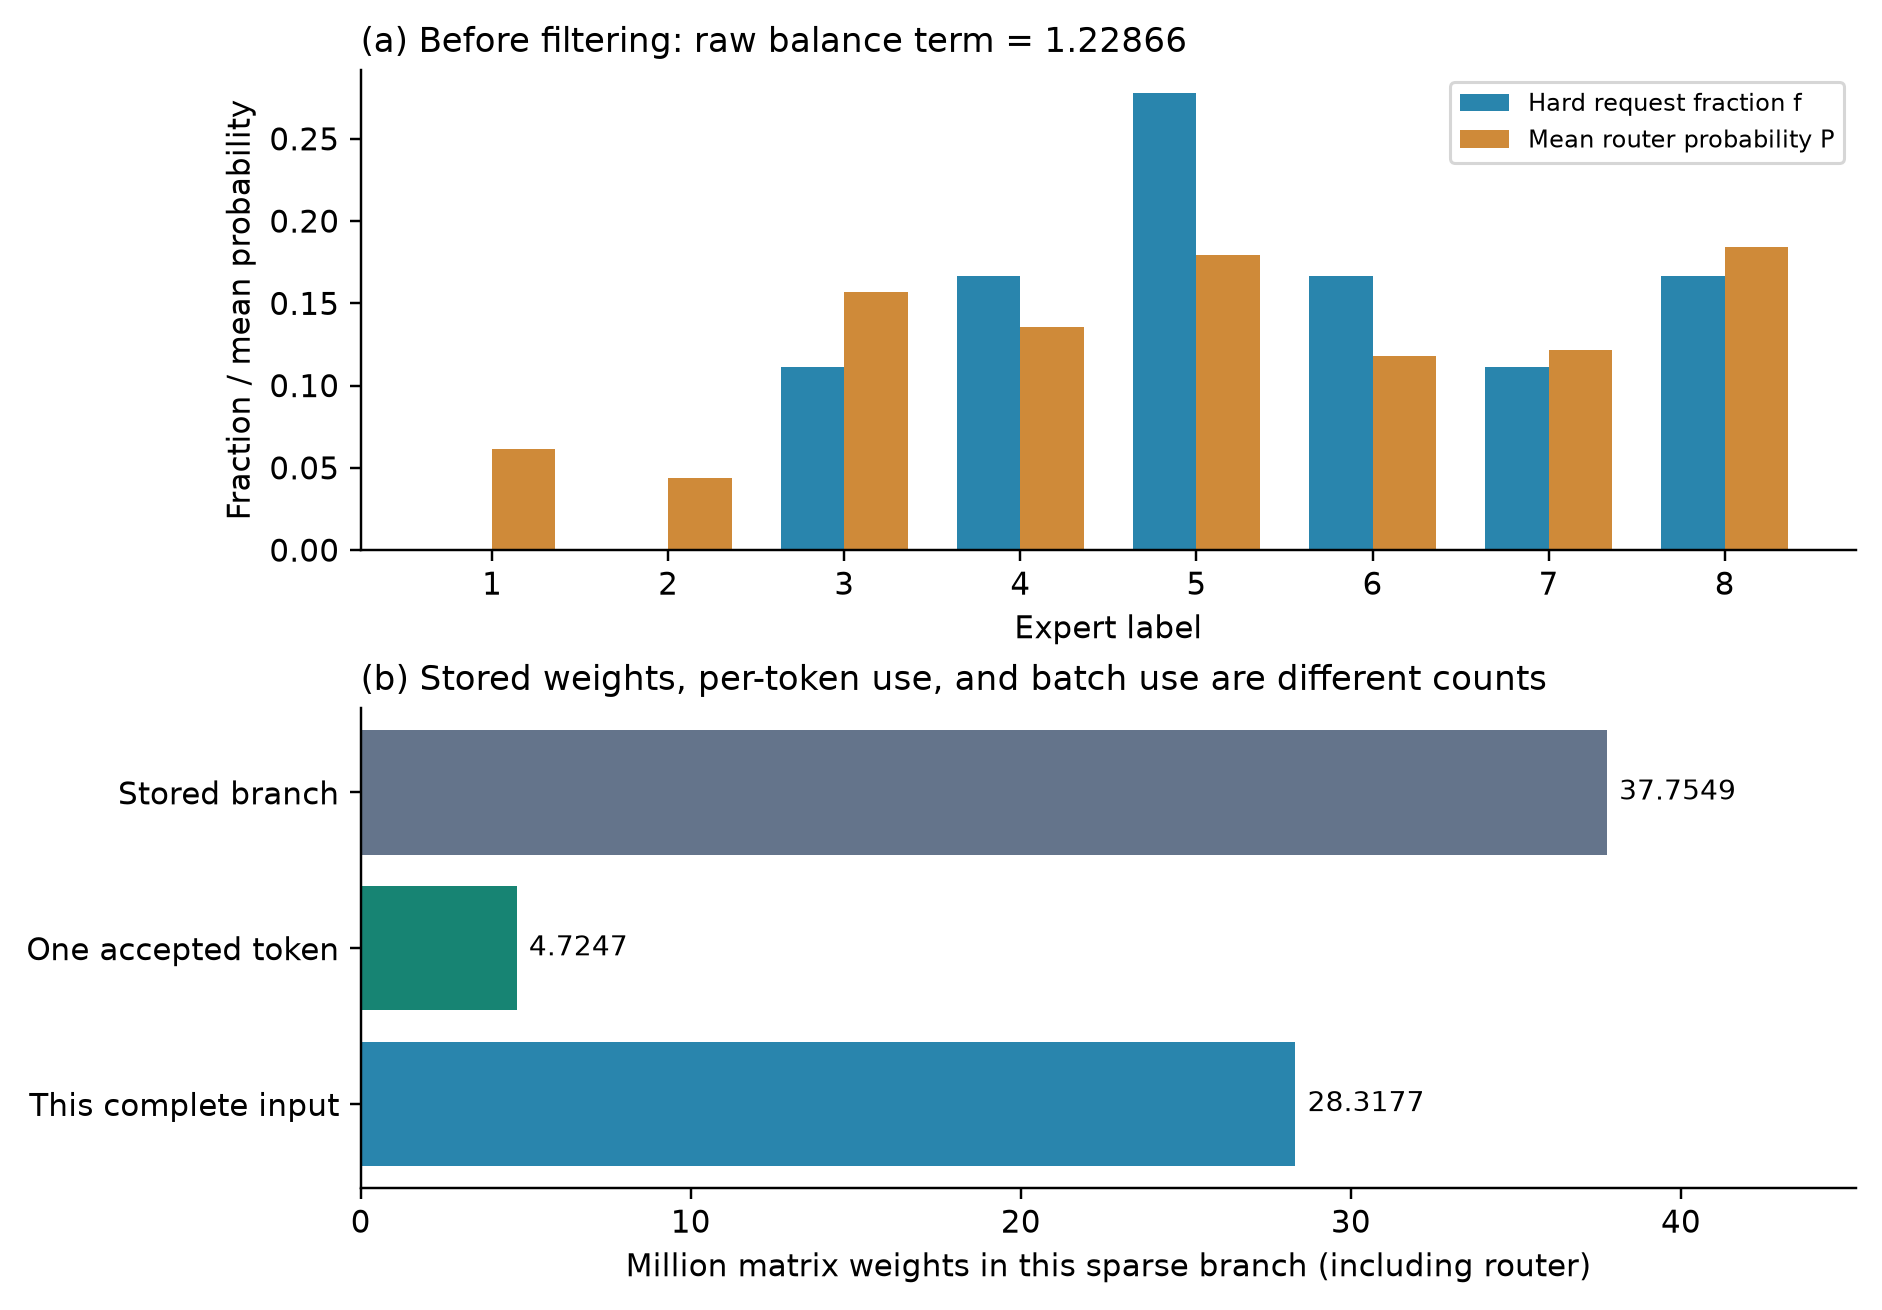 (a) Before filtering: raw balance term = 1.22866
Hard request fraction f
Mean router probability P
Fraction / mean probability
0.25
0.20
0.15
0.10
0.05
0.00
1 2 3 4 5 6 7 8
Expert label
(b) Stored weights, per-token use, and batch use are different counts
Stored branch 37.7549
One accepted token 4.7247
This complete input 28.3177
0 10 20 30 40
Million matrix weights in this sparse branch (including router)